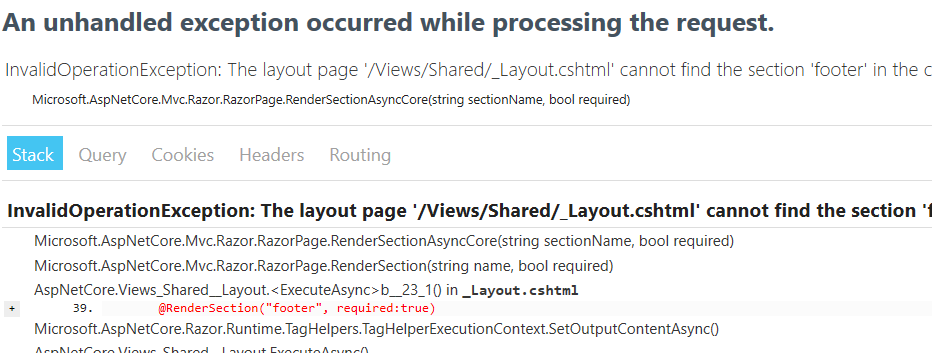 An unhandled exception occurred while processing the request.
InvalidOperationException: The layout page '/Views/Shared/_Layout.cshtml' cannot find the section 'footer' in the c
Microsoft.AspNetCore.Mvc.Razor.RazorPage.RenderSectionAsyncCore(string sectionName, bool required)
Stack Query Cookies Headers Routing
InvalidOperationException: The layout page '/Views/Shared/_Layout.cshtml' cannot find the section 'f
Microsoft.AspNetCore.Mvc.Razor.RazorPage.RenderSectionAsyncCore(string sectionName, bool required)
Microsoft.AspNetCore.Mvc.Razor.RazorPage.RenderSection(string name, bool required)
AspNetCore.Views_Shared__Layout.<ExecuteAsync>b__23_1() in _Layout.cshtml
+ 39. @RenderSection("footer", required:true)
Microsoft.AspNetCore.Razor.Runtime.TagHelpers.TagHelperExecutionContext.SetOutputContentAsync()
AspNetCore.Views_Shared__Layout.ExecuteAsync()